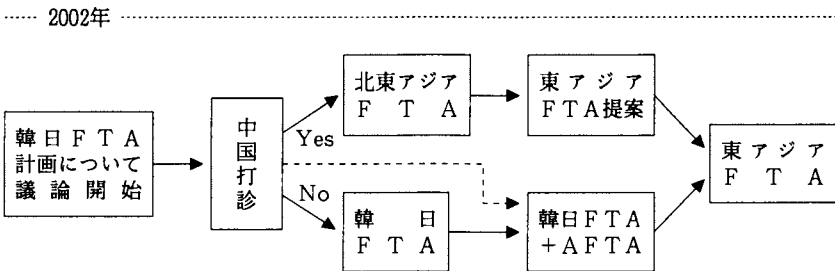 2002年
韓日FTA
計画について
議論開始
中国打診
Yes
No
北東アジア
FTA
東アジア
FTA提案
韓日
FTA
韓日FTA
+AFTA
東アジア
FTA